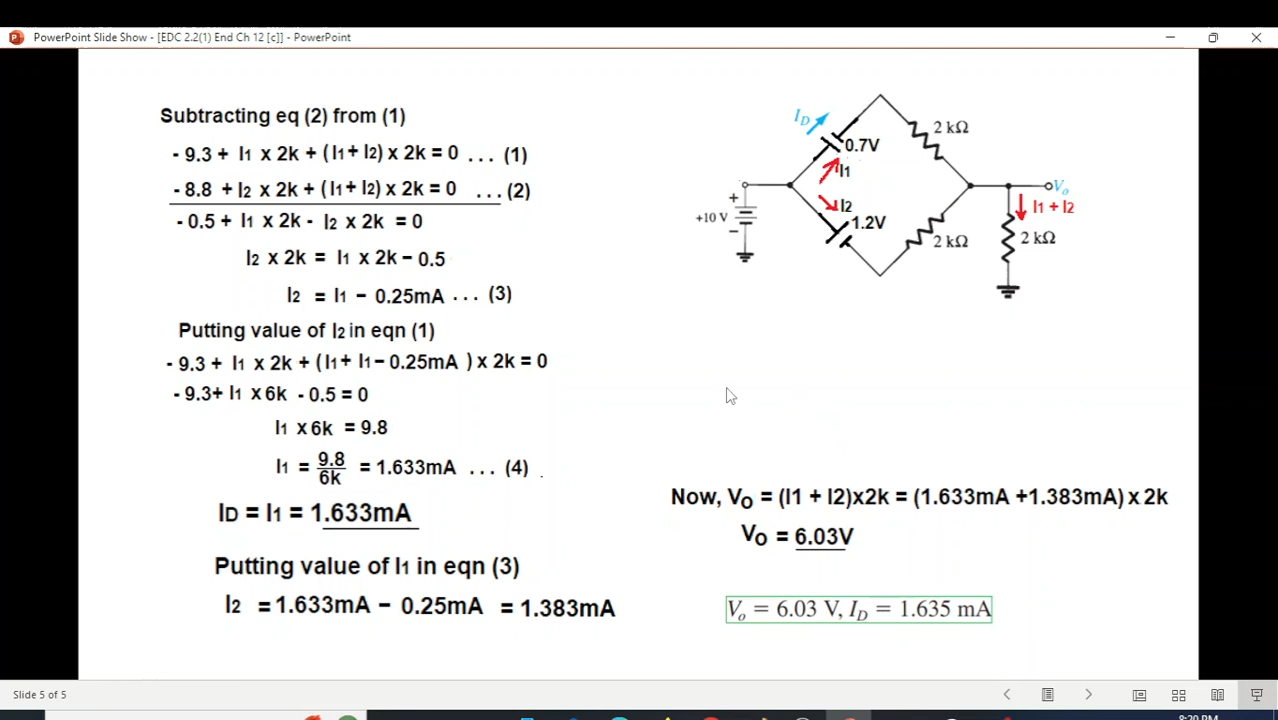 PowerPoint Slide Show - [EDC 2.2(1) End Ch 12 [c]] - PowerPoint
Subtracting eq (2) from (1)
- 9.3 + I1 x 2k + (I1 + I2) x 2k = 0 ... (1)
- 8.8 + I2 x 2k + (I1 + I2) x 2k = 0 ... (2)
- 0.5 + I1 x 2k - I2 x 2k = 0
I2 x 2k = I1 x 2k - 0.5
I2 = I1 - 0.25mA ... (3)
Putting value of I2 in eqn (1)
- 9.3 + I1 x 2k + (I1 + I1 - 0.25mA ) x 2k = 0
- 9.3+ I1 x 6k - 0.5 = 0
I1 x 6k = 9.8
I1 = 9.8/6k = 1.633mA ... (4)
ID = I1 = 1.633mA
Putting value of I1 in eqn (3)
I2 = 1.633mA - 0.25mA = 1.383mA
ID
2 kΩ
0.7V
I1
+
+10 V
-
I2
1.2V
2 kΩ
Vo
I1 + I2
2 kΩ
Now, VO = (I1 + I2)x2k = (1.633mA +1.383mA) x 2k
VO = 6.03V
Vo = 6.03 V, ID = 1.635 mA
Slide 5 of 5
8:20 PM